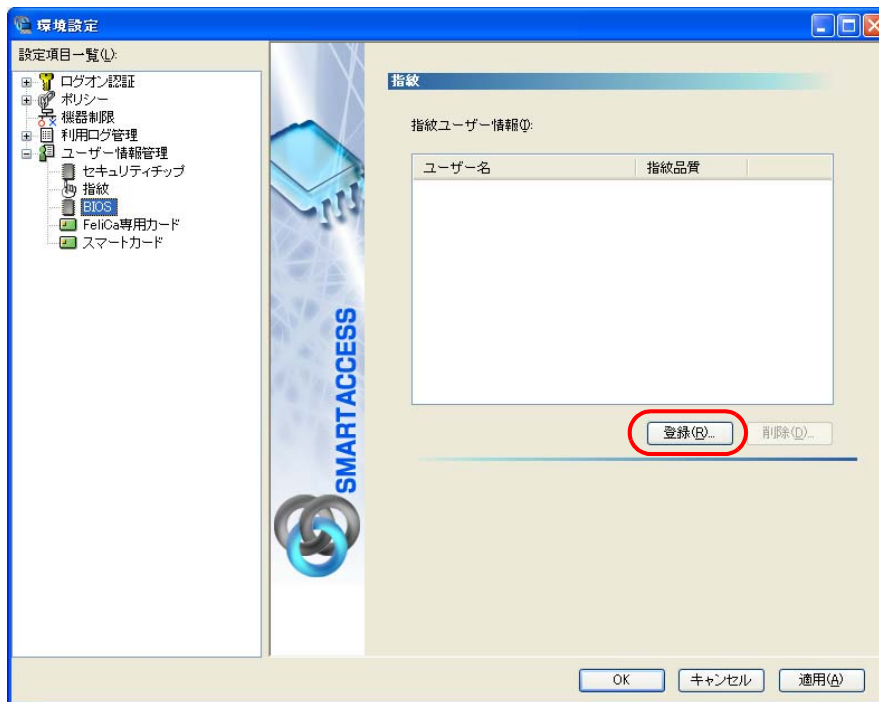 環境設定
設定項目一覧(L):
ログオン認証
ポリシー
機器制限
利用ログ管理
ユーザー情報管理
セキュリティチップ
指紋
BIOS
FeliCa専用カード
スマートカード
SMARTACCESS
指紋
指紋ユーザー情報(I):
ユーザー名 指紋品質
登録(R)... 削除(D)...
OK キャンセル 適用(A)